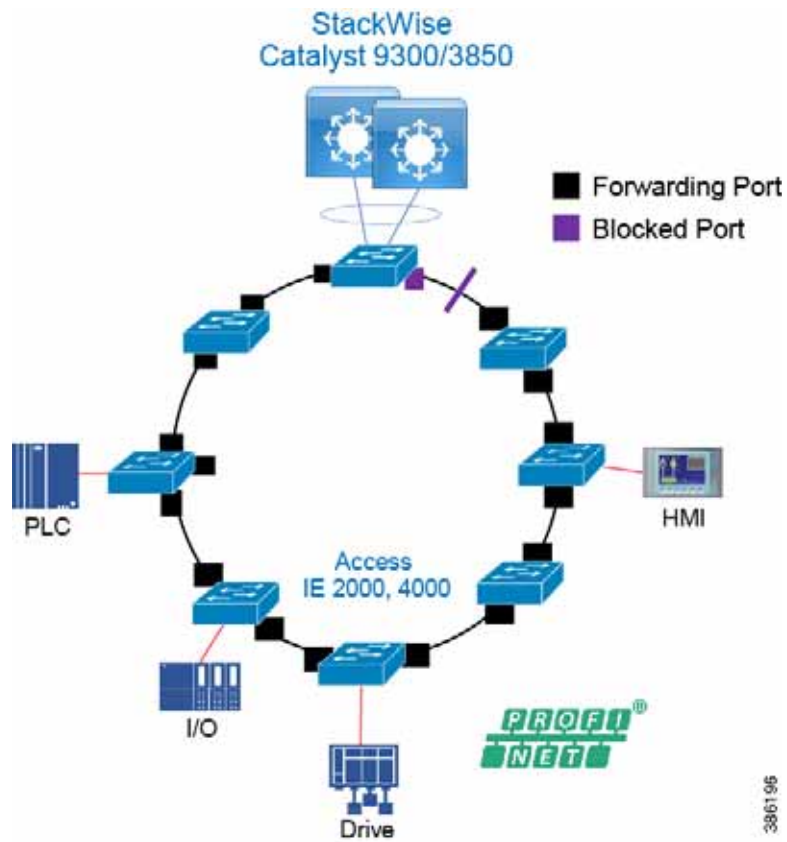 StackWise
Catalyst 9300/3850
Forwarding Port
Blocked Port
PLC
HMI
Access
IE 2000, 4000
I/O
PROFI®
NET
Drive
386196